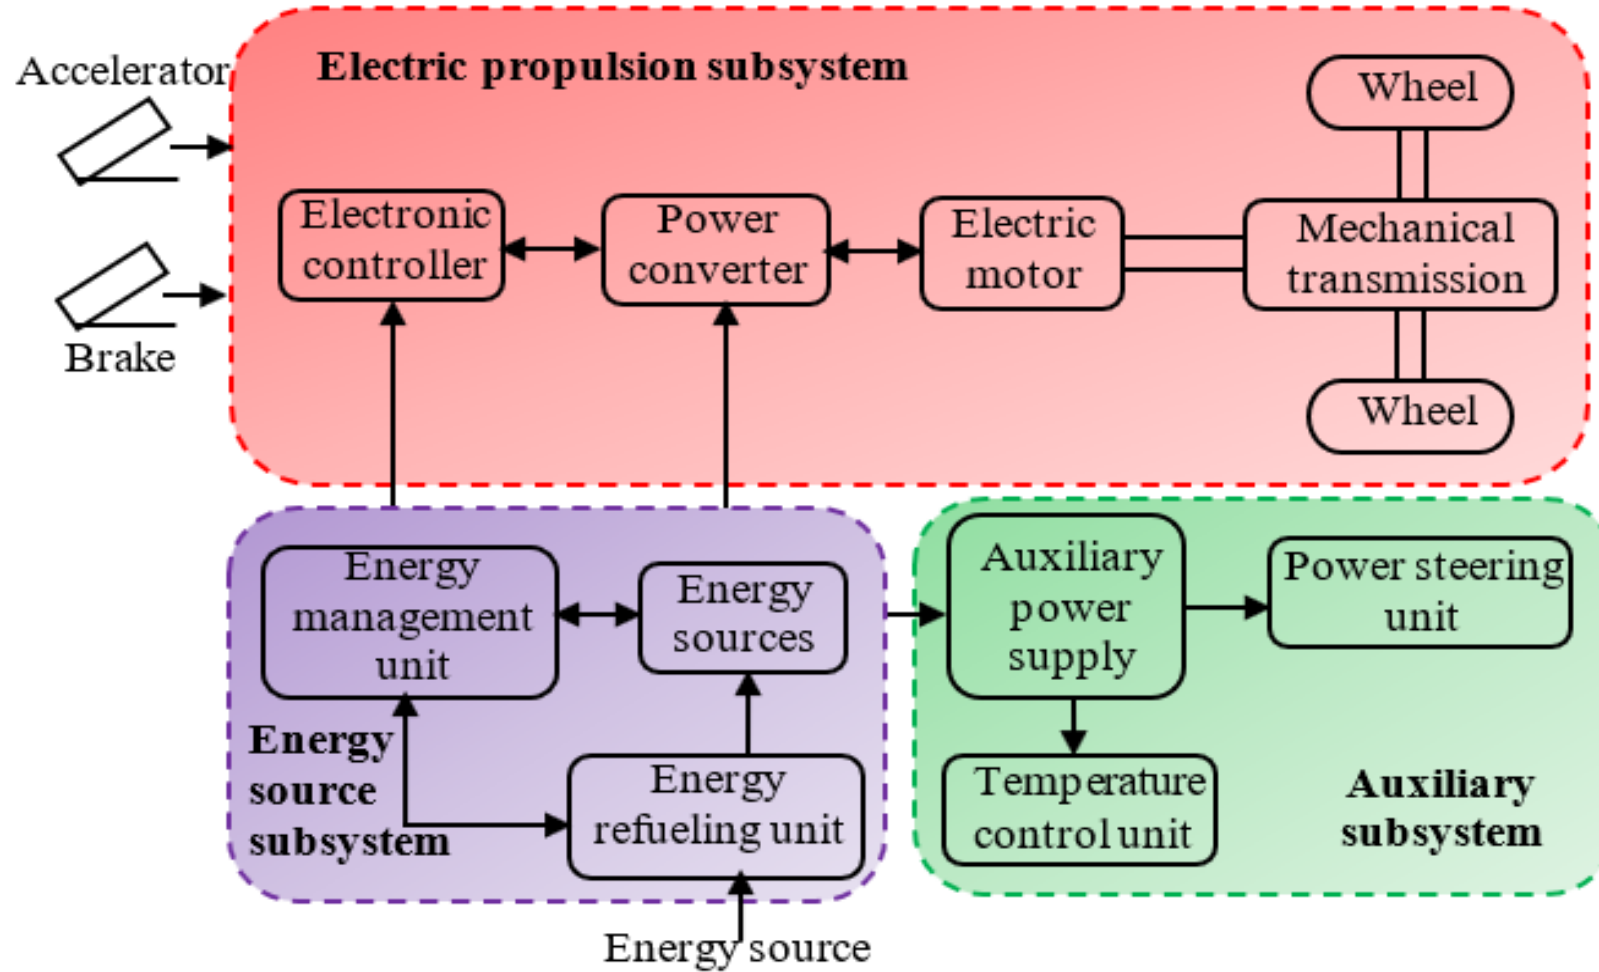 Accelerator
Electric propulsion subsystem
Wheel
Electronic
controller
Power
converter
Electric
motor
Mechanical
transmission
Brake
Wheel
Energy
management
unit
Energy
sources
Energy
source
subsystem
Energy
refueling unit
Energy source
Auxiliary
power
supply
Power steering
unit
Temperature
control unit
Auxiliary
subsystem